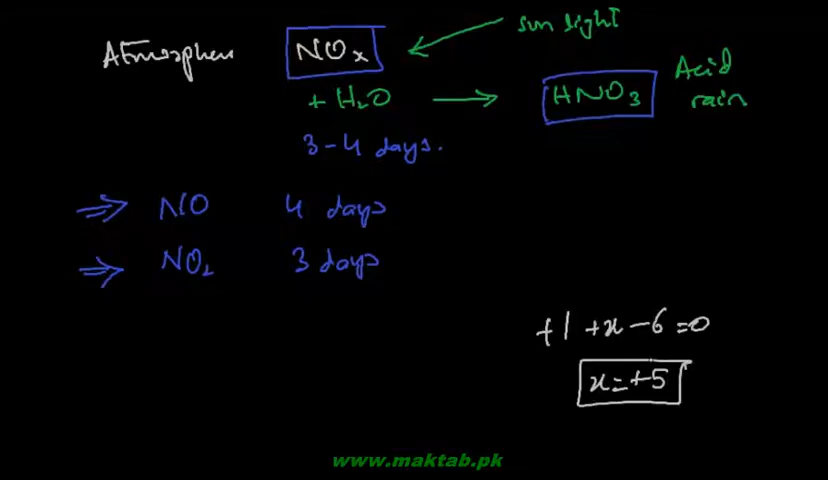 sun light
Atmosphere NOx
+ H2O → HNO3 Acid rain
3-4 days.
⇒ NO 4 days
⇒ NO2 3 days
+1 +x -6 =0
x=+5
www.maktab.pk